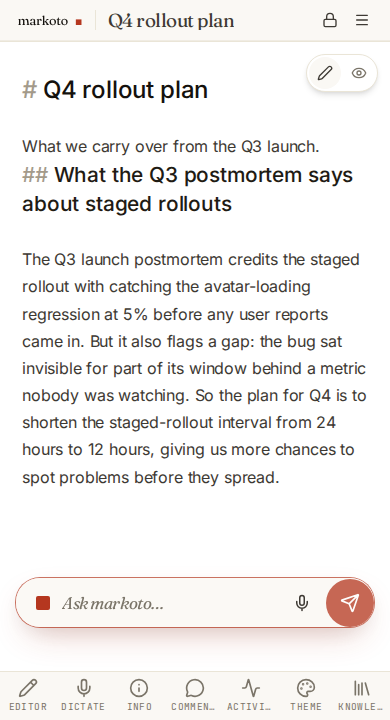 markoto Q4 rollout plan
# Q4 rollout plan
What we carry over from the Q3 launch.
## What the Q3 postmortem says
about staged rollouts
The Q3 launch postmortem credits the staged
rollout with catching the avatar-loading
regression at 5% before any user reports
came in. But it also flags a gap: the bug sat
invisible for part of its window behind a metric
nobody was watching. So the plan for Q4 is to
shorten the staged-rollout interval from 24
hours to 12 hours, giving us more chances to
spot problems before they spread.
Ask markoto...
EDITOR DICTATE INFO COMMEN… ACTIVI… THEME KNOWLE…